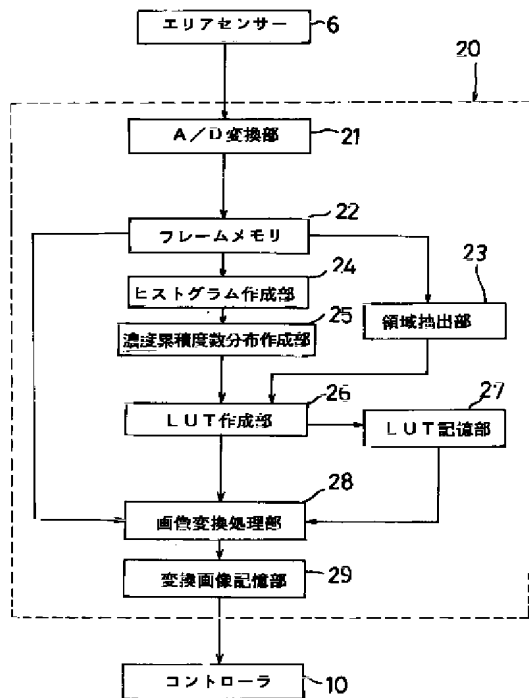 エリアセンサー
6
20
A/D変換部
21
フレームメモリ
22
23
ヒストグラム作成部
24
領域抽出部
濃度累積度数分布作成部
25
LUT作成部
26
LUT記憶部
27
画像変換処理部
28
変換画像記憶部
29
コントローラ
10